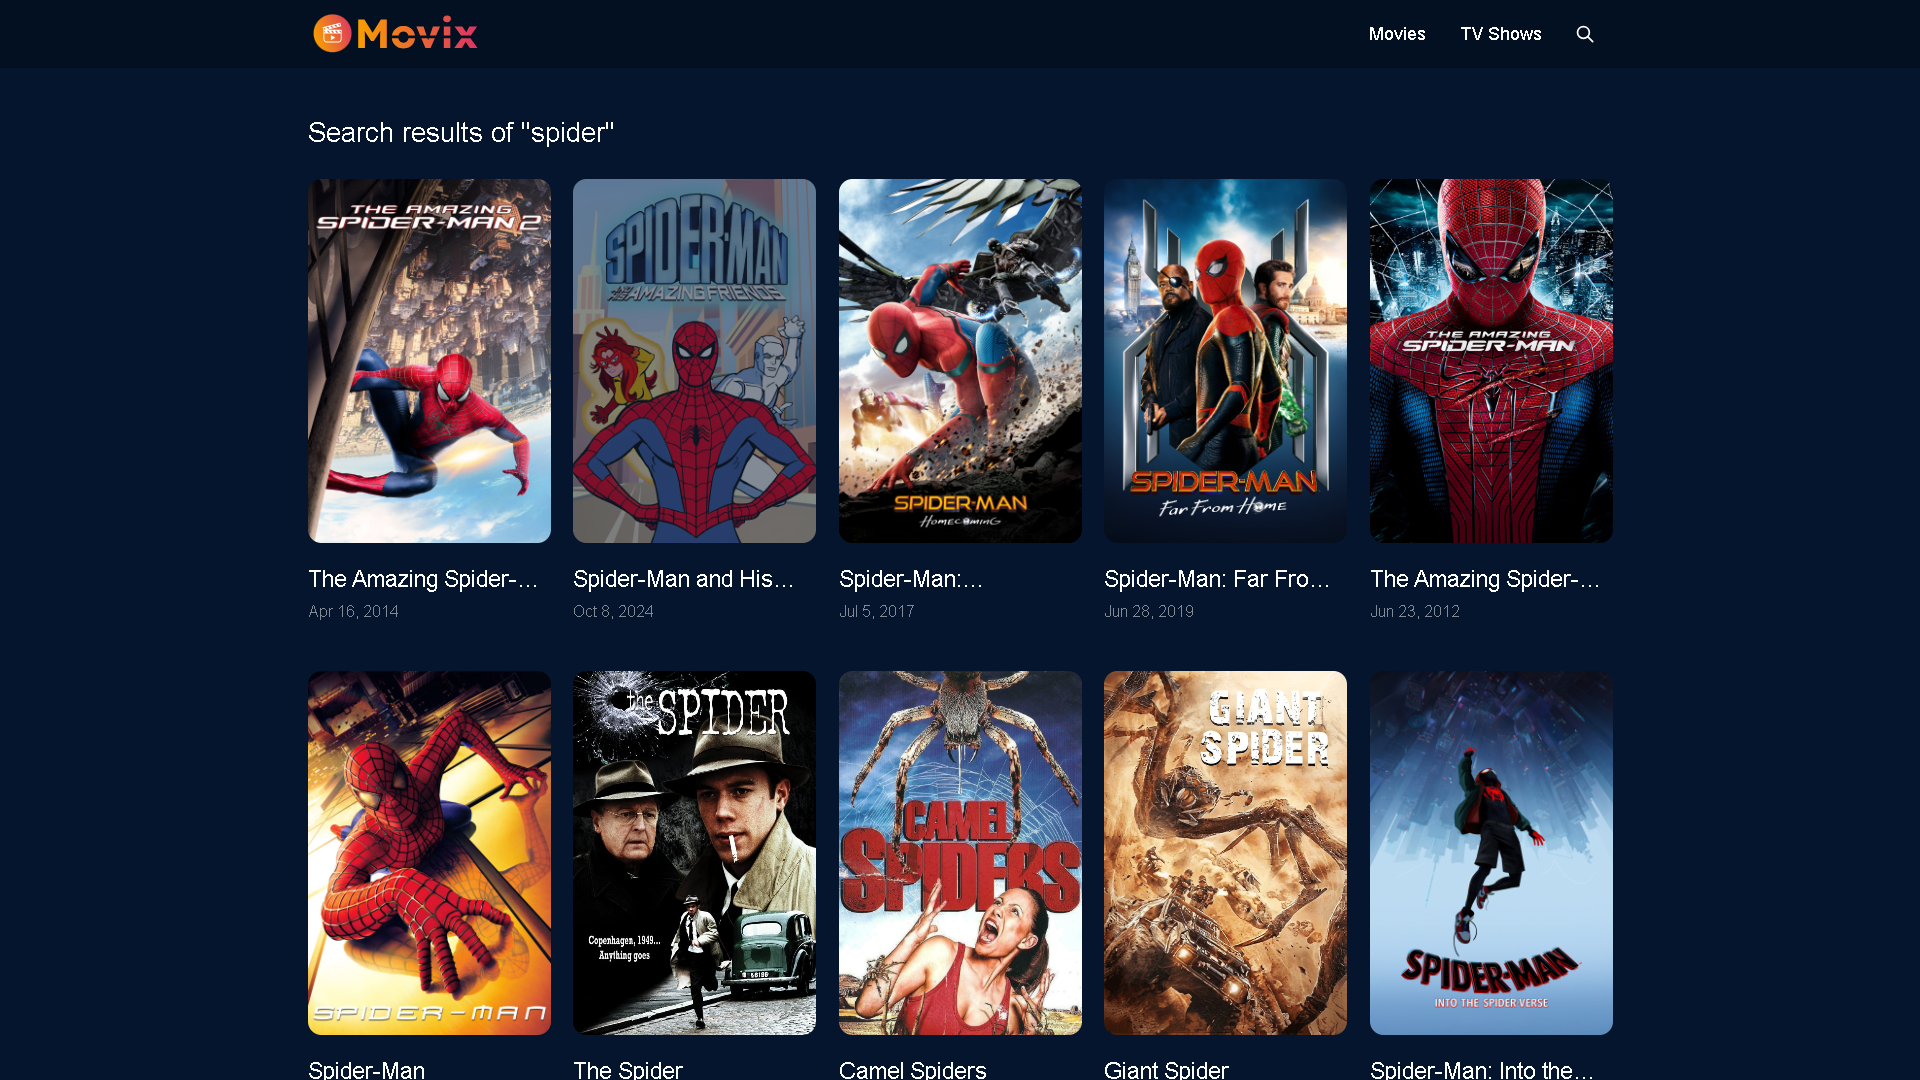 Movix
Movies
TV Shows
Search results of "spider"
THE AMAZING
SPIDER-MAN 2
SPIDER-MAN
AND HIS AMAZING FRIENDS
SPIDER-MAN
HOMECOMING
SPIDER-MAN
Far From Home
THE AMAZING
SPIDER-MAN
The Amazing Spider-...
Apr 16, 2014
Spider-Man and His...
Oct 8, 2024
Spider-Man:...
Jul 5, 2017
Spider-Man: Far Fro...
Jun 28, 2019
The Amazing Spider-...
Jun 23, 2012
SPIDER-MAN
the SPIDER
Copenhagen, 1949...
Anything goes
CAMEL
SPIDERS
GIANT
SPIDER
SPIDER-MAN
INTO THE SPIDER-VERSE
Spider-Man
The Spider
Camel Spiders
Giant Spider
Spider-Man: Into the...